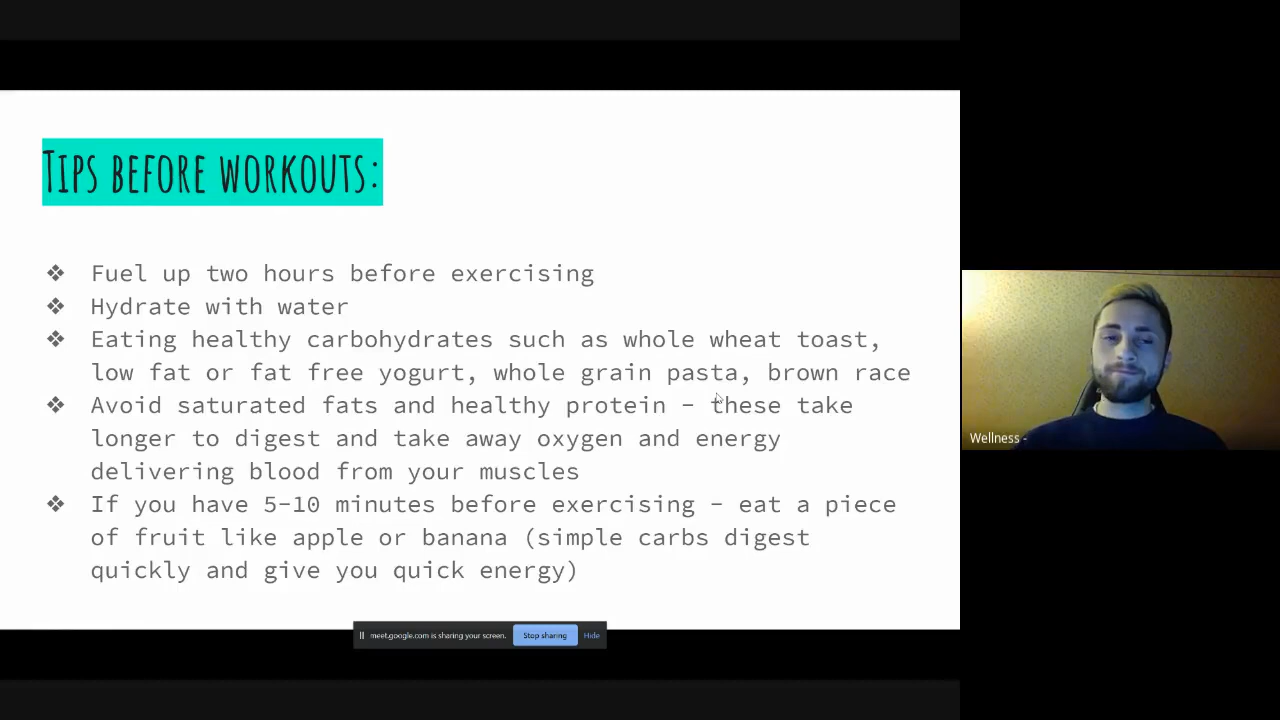 TIPS BEFORE WORKOUTS:
❖ Fuel up two hours before exercising
❖ Hydrate with water
❖ Eating healthy carbohydrates such as whole wheat toast,
low fat or fat free yogurt, whole grain pasta, brown race
❖ Avoid saturated fats and healthy protein – these take
longer to digest and take away oxygen and energy
delivering blood from your muscles
❖ If you have 5–10 minutes before exercising – eat a piece
of fruit like apple or banana (simple carbs digest
quickly and give you quick energy)
Wellness -
meet.google.com is sharing your screen. Stop sharing Hide